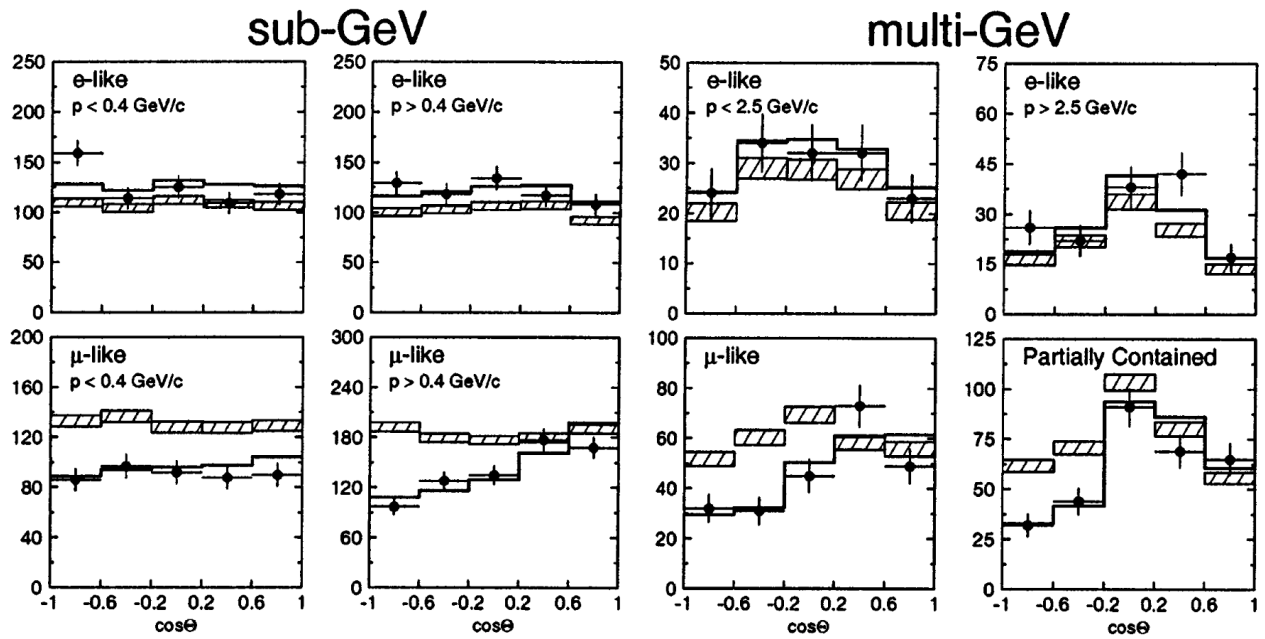 sub-GeV
multi-GeV
250
200
150
100
50
0
e-like
p < 0.4 GeV/c
250
200
150
100
50
0
e-like
p > 0.4 GeV/c
50
40
30
20
10
0
e-like
p < 2.5 GeV/c
75
60
45
30
15
0
e-like
p > 2.5 GeV/c
200
160
120
80
40
0
μ-like
p < 0.4 GeV/c
-1 -0.6 -0.2 0.2 0.6 1
cosΘ
300
240
180
120
60
0
μ-like
p > 0.4 GeV/c
-1 -0.6 -0.2 0.2 0.6 1
cosΘ
100
80
60
40
20
0
μ-like
-1 -0.6 -0.2 0.2 0.6 1
cosΘ
125
100
75
50
25
0
Partially Contained
-1 -0.6 -0.2 0.2 0.6 1
cosΘ